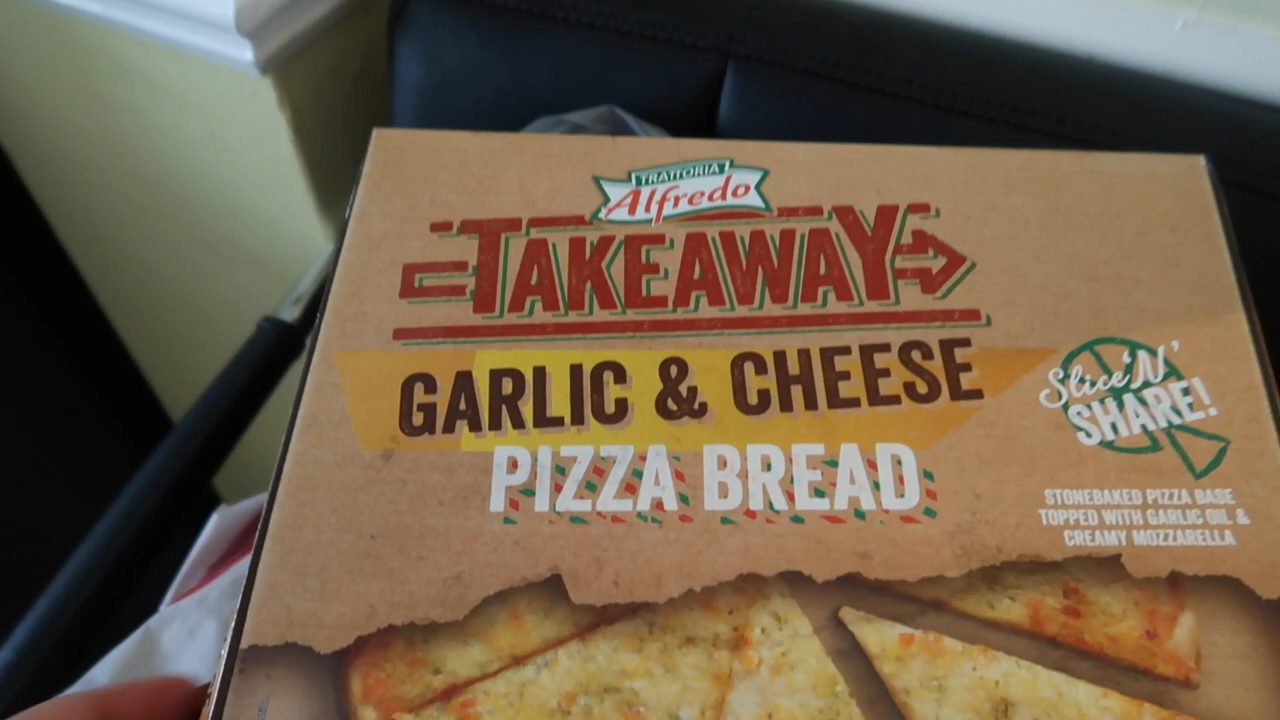 TRATTORIA
Alfredo
TAKEAWAY
GARLIC & CHEESE
PIZZA BREAD
Slice 'N'
SHARE!
STONEBAKED PIZZA BASE
TOPPED WITH GARLIC OIL &
CREAMY MOZZARELLA